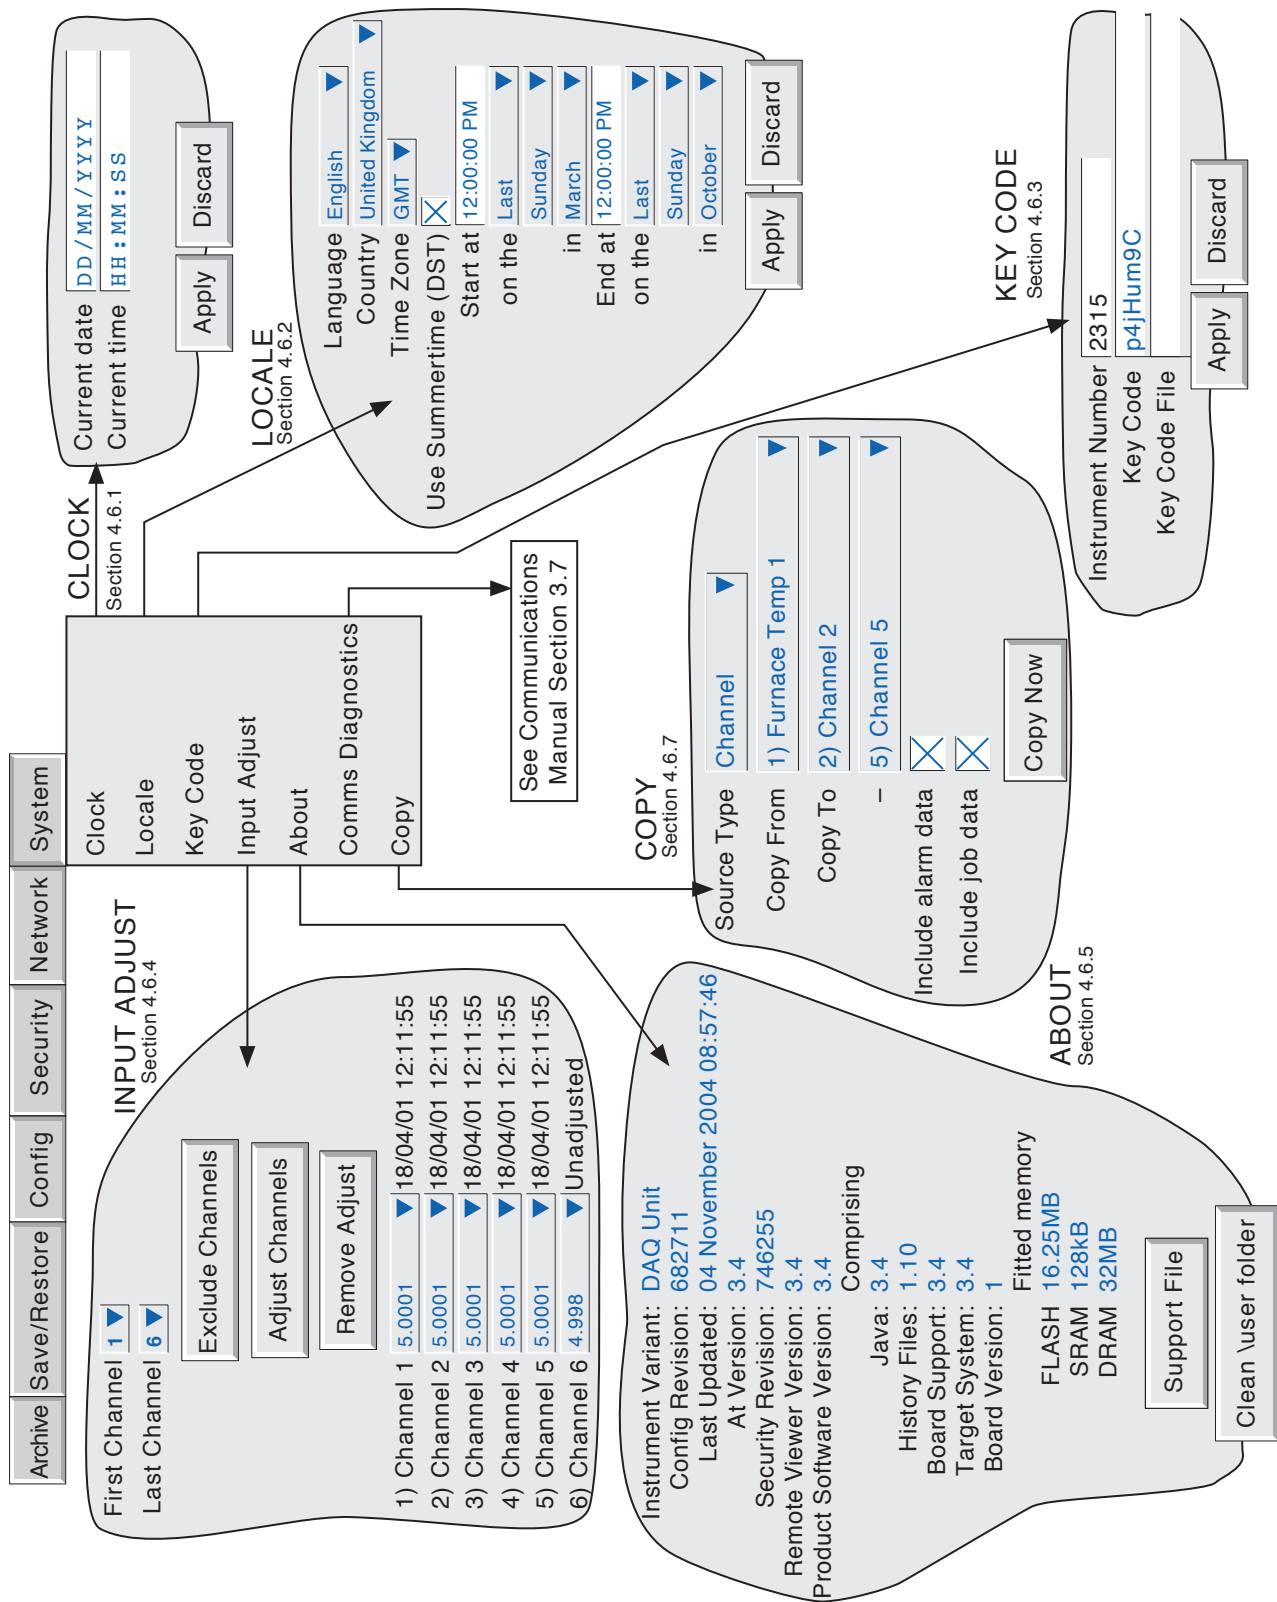 Archive
Save/Restore
Config
Security
Network
System
Clock
Locale
Key Code
Input Adjust
About
Comms Diagnostics
Copy
CLOCK
Section 4.6.1
Current date DD/MM/YYYY
Current time HH:MM:SS
Apply
Discard
LOCALE
Section 4.6.2
Language English
Country United Kingdom
Time Zone GMT
Use Summertime (DST)
Start at 12:00:00 PM
on the Last
Sunday
in March
End at 12:00:00 PM
on the Last
Sunday
in October
Apply
Discard
KEY CODE
Section 4.6.3
Instrument Number 2315
Key Code p4jHum9C
Key Code File
Apply
Discard
See Communications
Manual Section 3.7
INPUT ADJUST
Section 4.6.4
First Channel 1
Last Channel 6
Exclude Channels
Adjust Channels
Remove Adjust
1) Channel 1 5.0001 18/04/01 12:11:55
2) Channel 2 5.0001 18/04/01 12:11:55
3) Channel 3 5.0001 18/04/01 12:11:55
4) Channel 4 5.0001 18/04/01 12:11:55
5) Channel 5 5.0001 18/04/01 12:11:55
6) Channel 6 4.998 Unadjusted
COPY
Section 4.6.7
Source Type Channel
Copy From 1) Furnace Temp 1
Copy To 2) Channel 2
– 5) Channel 5
Include alarm data
Include job data
Copy Now
ABOUT
Section 4.6.5
Instrument Variant: DAQ Unit
Config Revision: 682711
Last Updated: 04 November 2004 08:57:46
At Version: 3.4
Security Revision: 746255
Remote Viewer Version: 3.4
Product Software Version: 3.4
Comprising
Java: 3.4
History Files: 1.10
Board Support: 3.4
Target System: 3.4
Board Version: 1
Fitted memory
FLASH 16.25MB
SRAM 128kB
DRAM 32MB
Support File
Clean \user folder